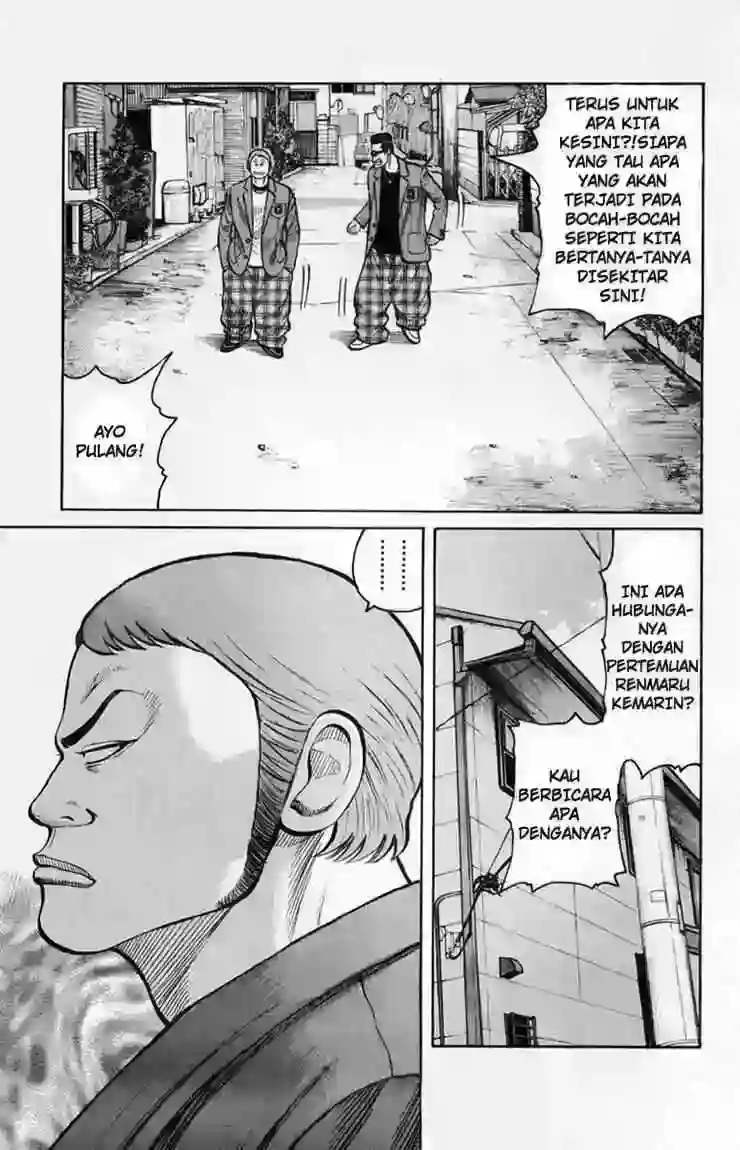 TERUS UNTUK
APA KITA
KESINI?!SIAPA
YANG TAU APA
YANG AKAN
TERJADI PADA
BOCAH-BOCAH
SEPERTI KITA
BERTANYA-TANYA
DISEKITAR
SINI!
AYO
PULANG!
INI ADA
HUBUNGA-
NYA
DENGAN
PERTEMUAN
RENMARU
KEMARIN?
KAU
BERBICARA
APA
DENGANYA?